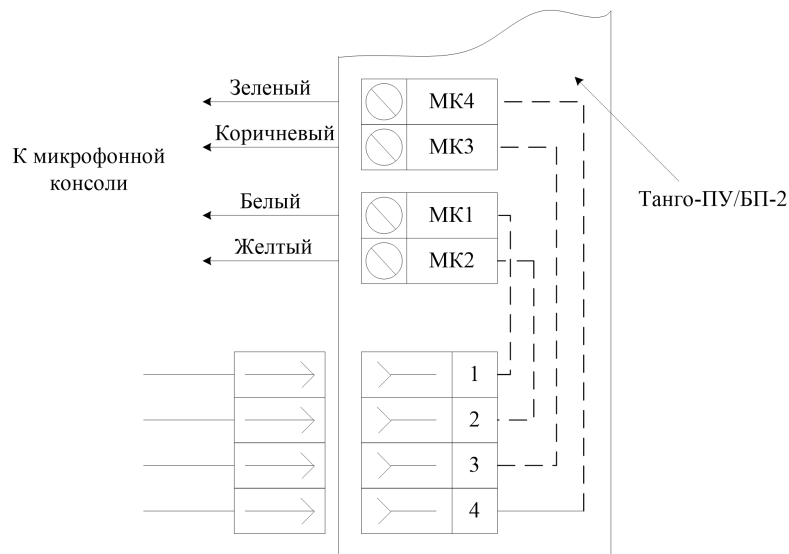 Зеленый
МК4
Коричневый
МК3
К микрофонной
консоли
Белый
МК1
Танго-ПУ/БП-2
Желтый
МК2
1
2
3
4